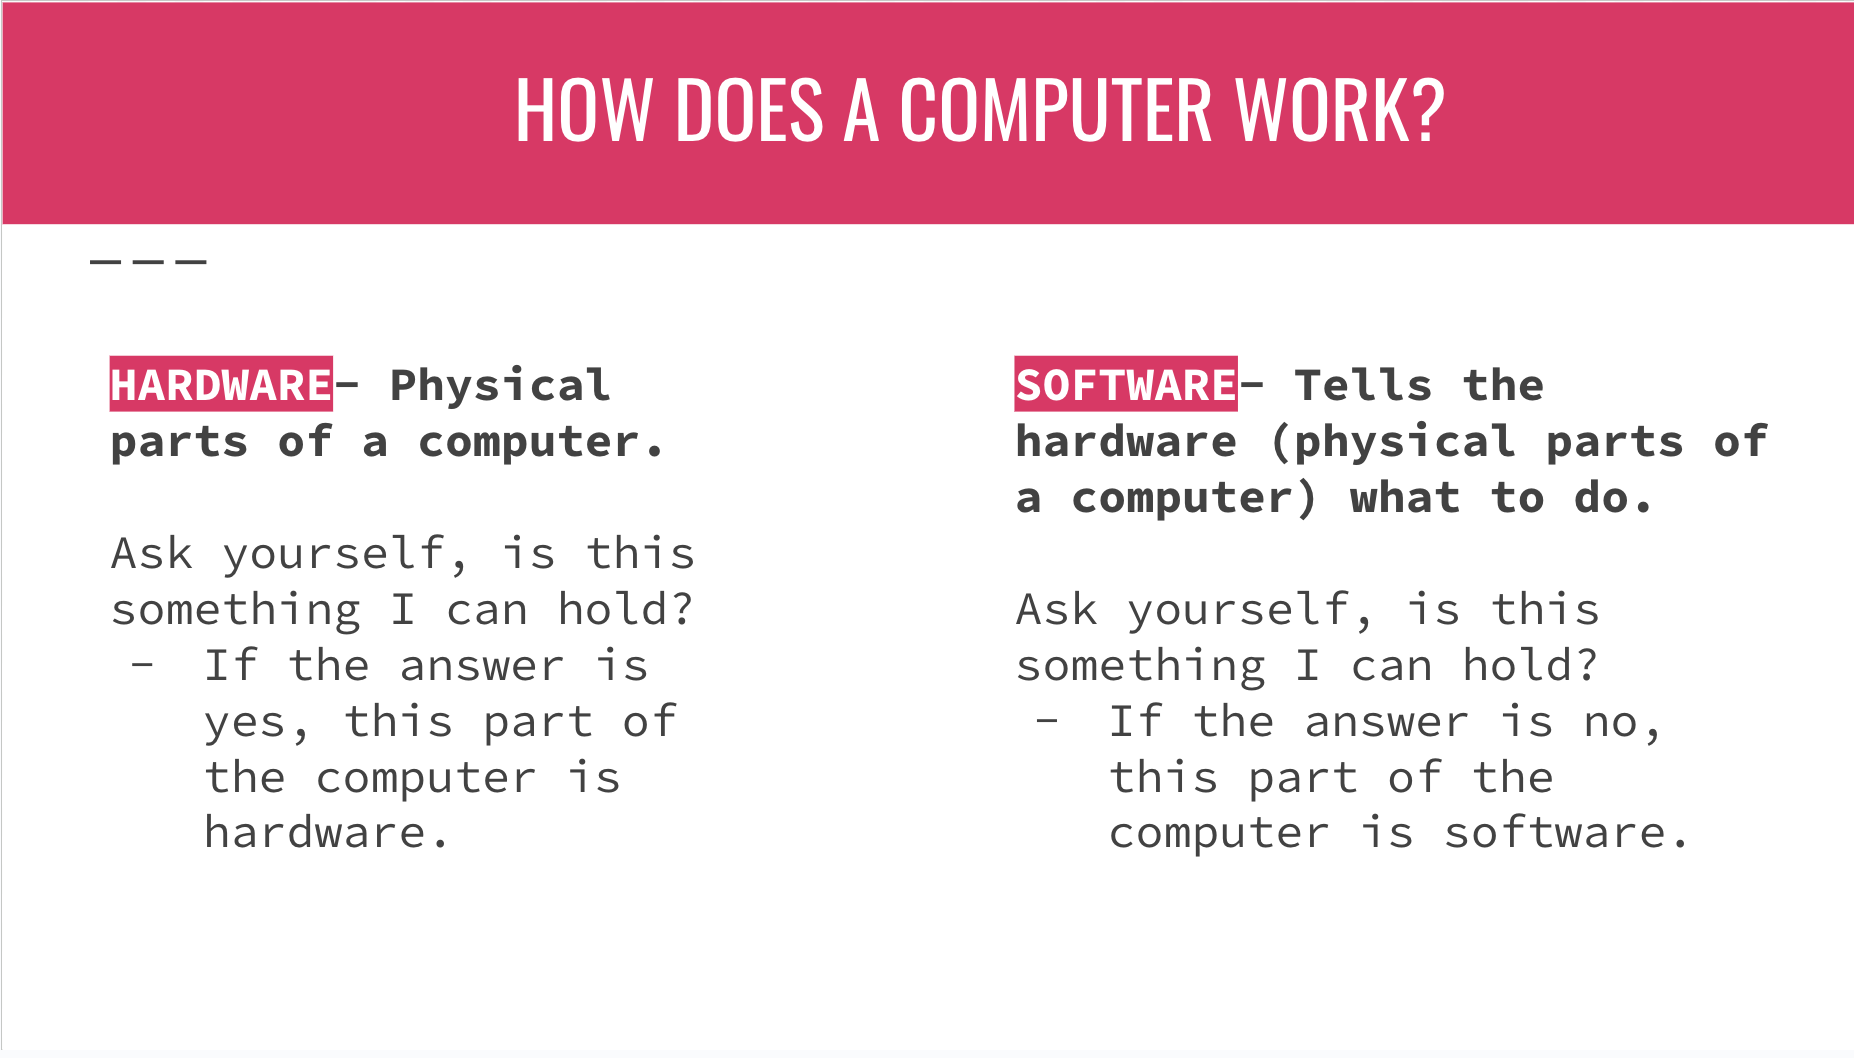 HOW DOES A COMPUTER WORK?
———
HARDWARE– Physical
parts of a computer.
Ask yourself, is this
something I can hold?
– If the answer is
yes, this part of
the computer is
hardware.
SOFTWARE– Tells the
hardware (physical parts of
a computer) what to do.
Ask yourself, is this
something I can hold?
– If the answer is no,
this part of the
computer is software.